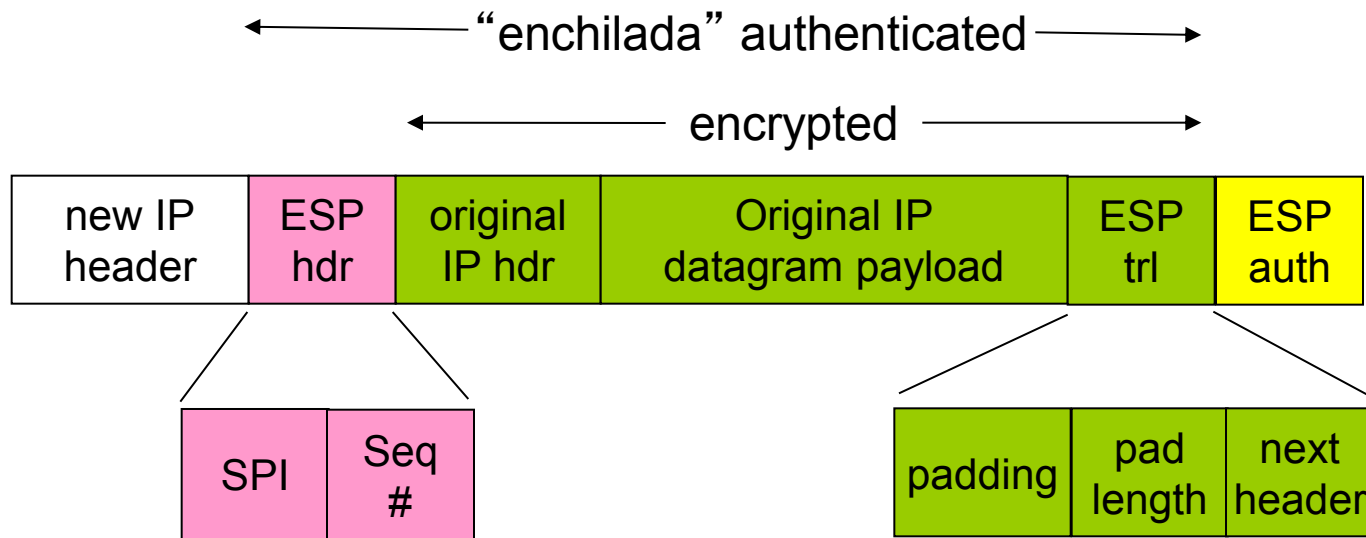 “enchilada” authenticated
encrypted
new IP
header
ESP
hdr
original
IP hdr
Original IP
datagram payload
ESP
trl
ESP
auth
SPI
Seq
#
padding
pad
length
next
header